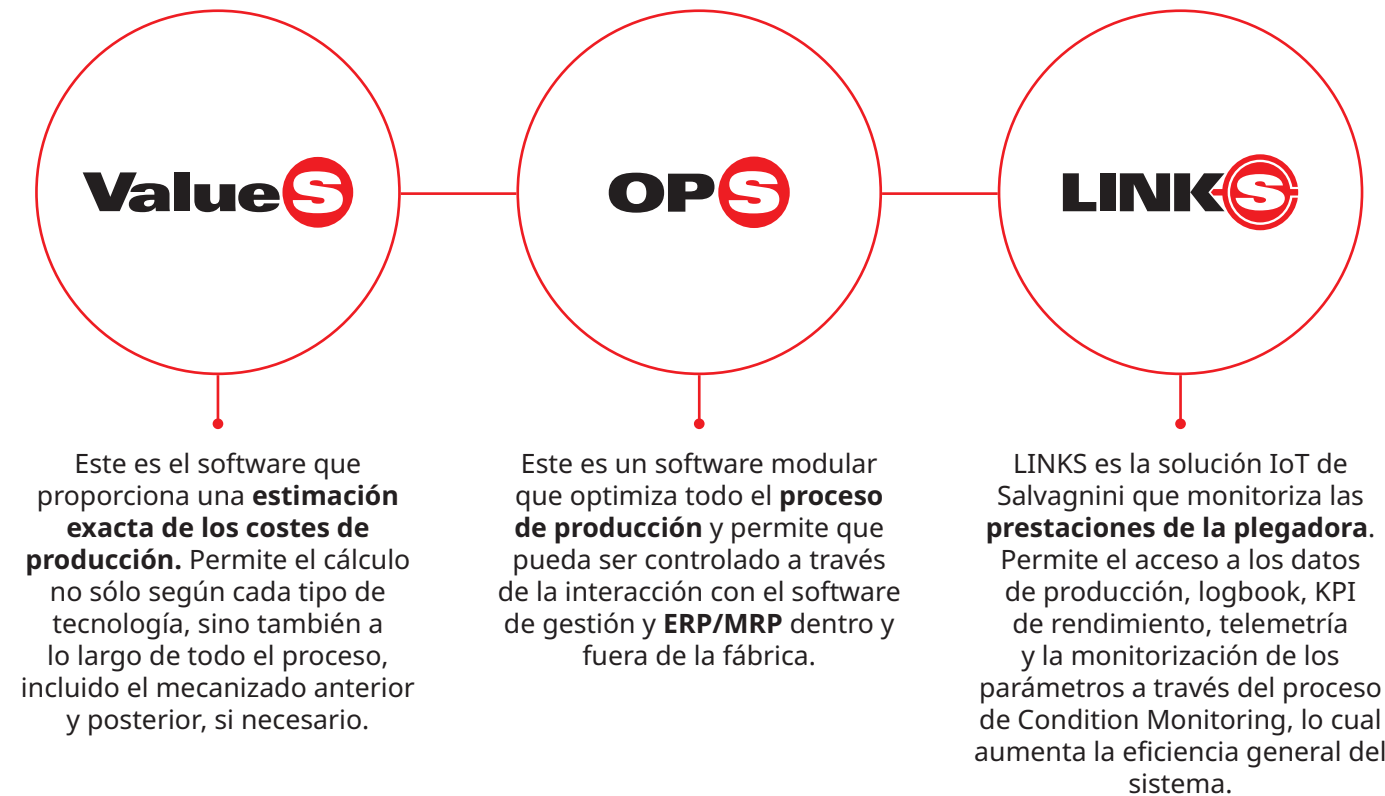 ValueS
OPS
LINKS
Este es el software que
proporciona una estimación
exacta de los costes de
producción. Permite el cálculo
no sólo según cada tipo de
tecnología, sino también a
lo largo de todo el proceso,
incluido el mecanizado anterior
y posterior, si necesario.
Este es un software modular
que optimiza todo el proceso
de producción y permite que
pueda ser controlado a través
de la interacción con el software
de gestión y ERP/MRP dentro y
fuera de la fábrica.
LINKS es la solución IoT de
Salvagnini que monitoriza las
prestaciones de la plegadora.
Permite el acceso a los datos
de producción, logbook, KPI
de rendimiento, telemetría
y la monitorización de los
parámetros a través del proceso
de Condition Monitoring, lo cual
aumenta la eficiencia general del
sistema.